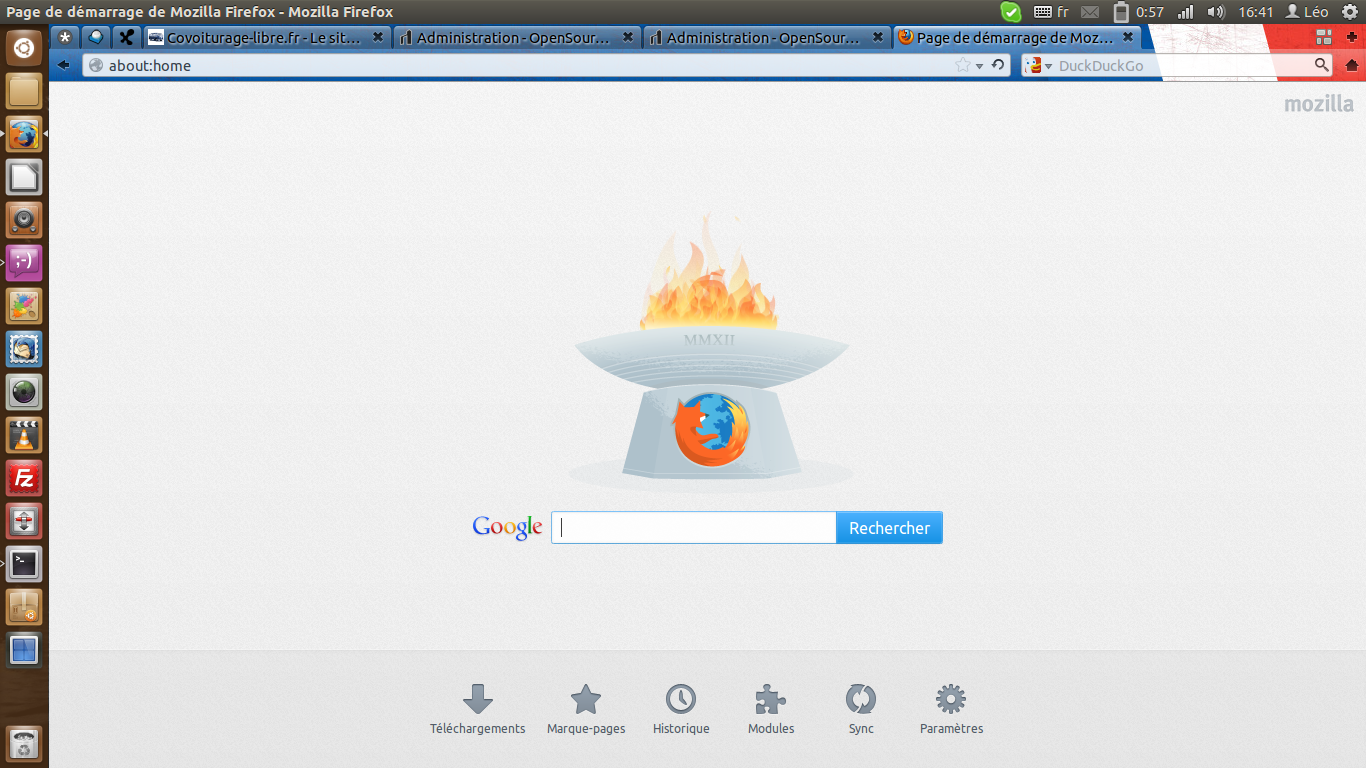 Page de démarrage de Mozilla Firefox - Mozilla Firefox
fr
0:57
16:41
Léo
Covoiturage-libre.fr - Le sit...
Administration - OpenSour...
Administration - OpenSour...
Page de démarrage de Moz...
about:home
DuckDuckGo
mozilla
;-)
Fz
>_
MMXII
Google
Rechercher
Téléchargements
Marque-pages
Historique
Modules
Sync
Paramètres